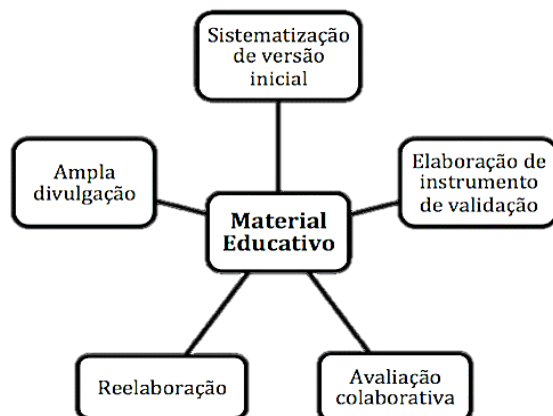 Sistematização
de versão
inicial
Ampla
divulgação
Elaboração de
instrumento
de validação
Material
Educativo
Reelaboração
Avaliação
colaborativa